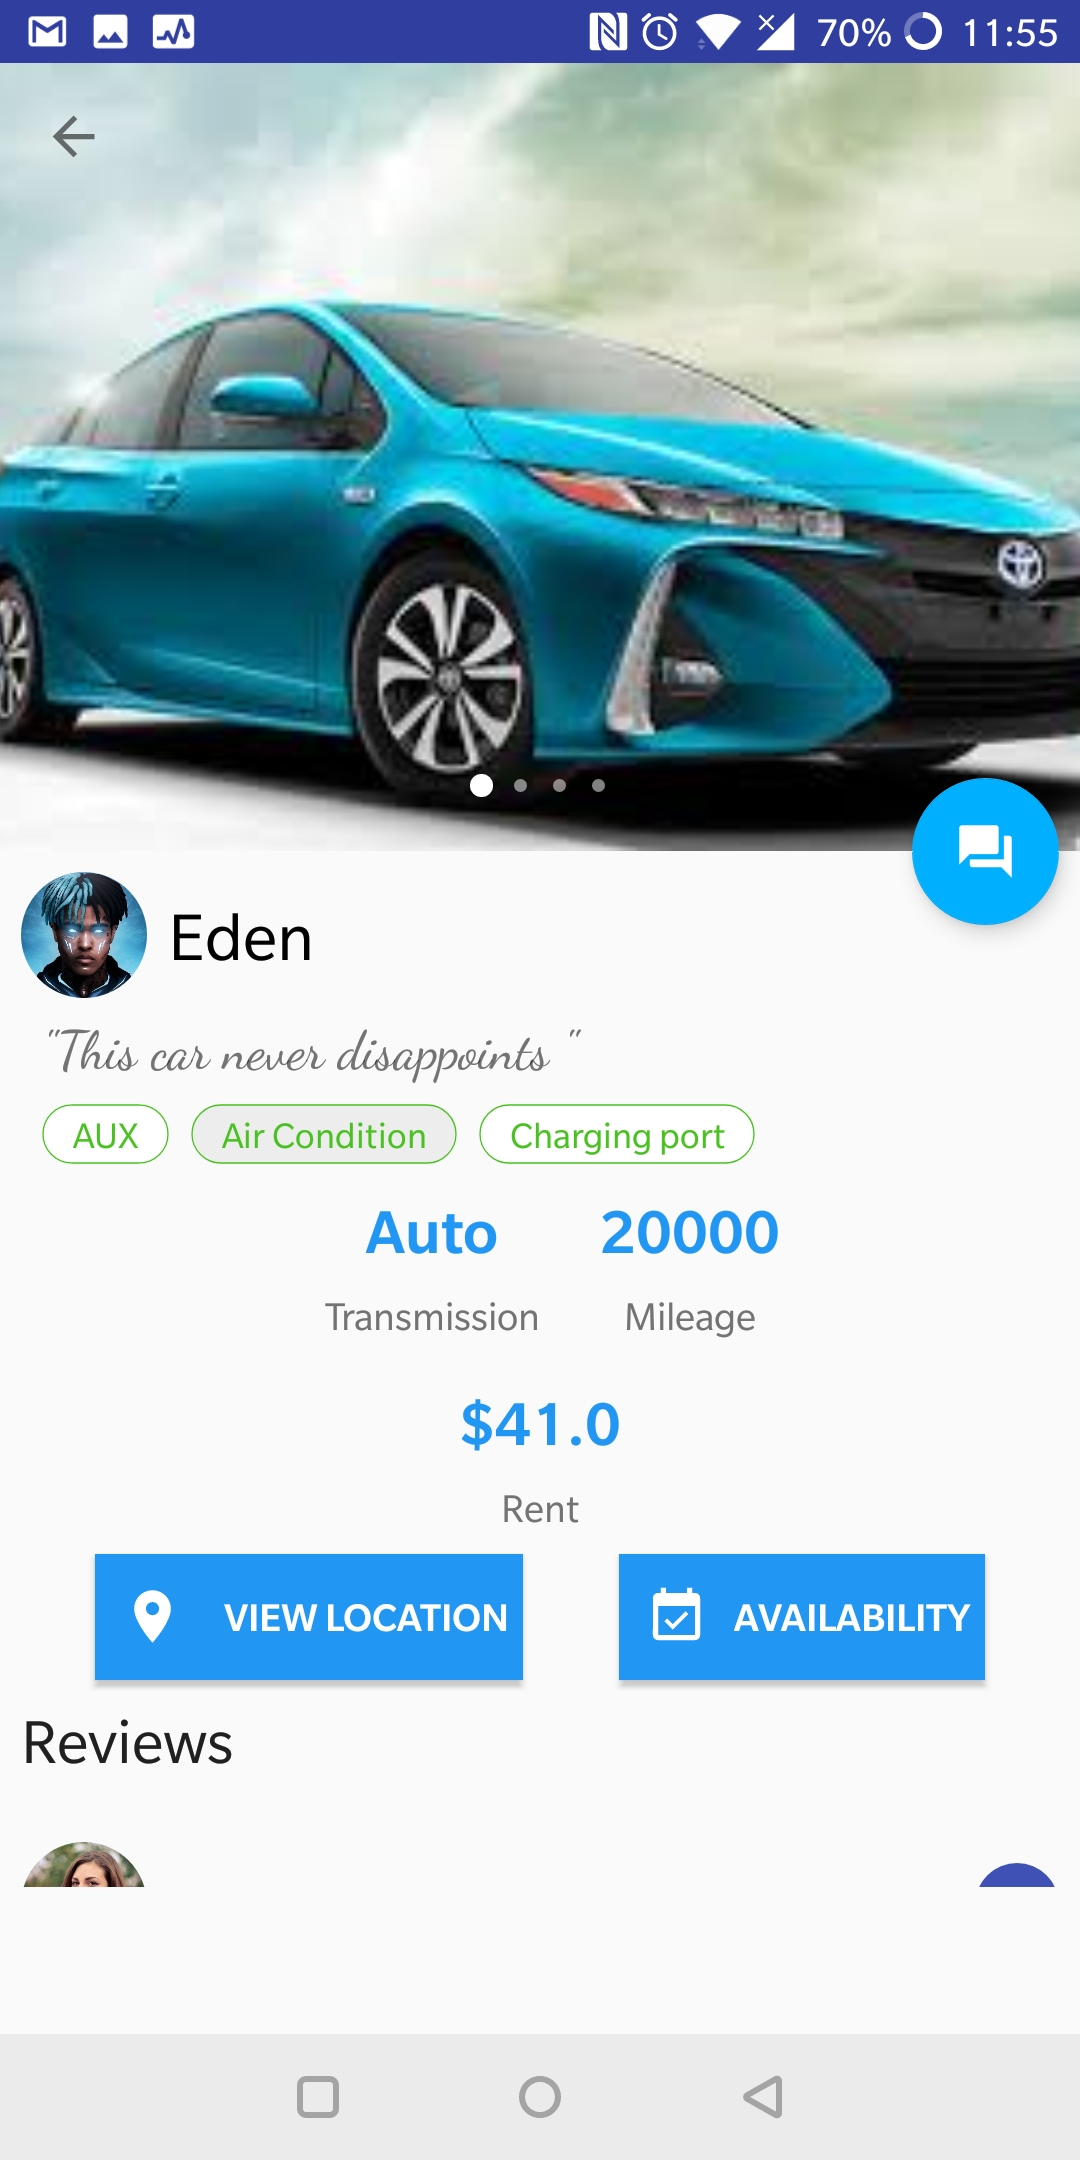 70% 11:55
Eden
"This car never disappoints "
AUX Air Condition Charging port
Auto 20000
Transmission Mileage
$41.0
Rent
VIEW LOCATION AVAILABILITY
Reviews